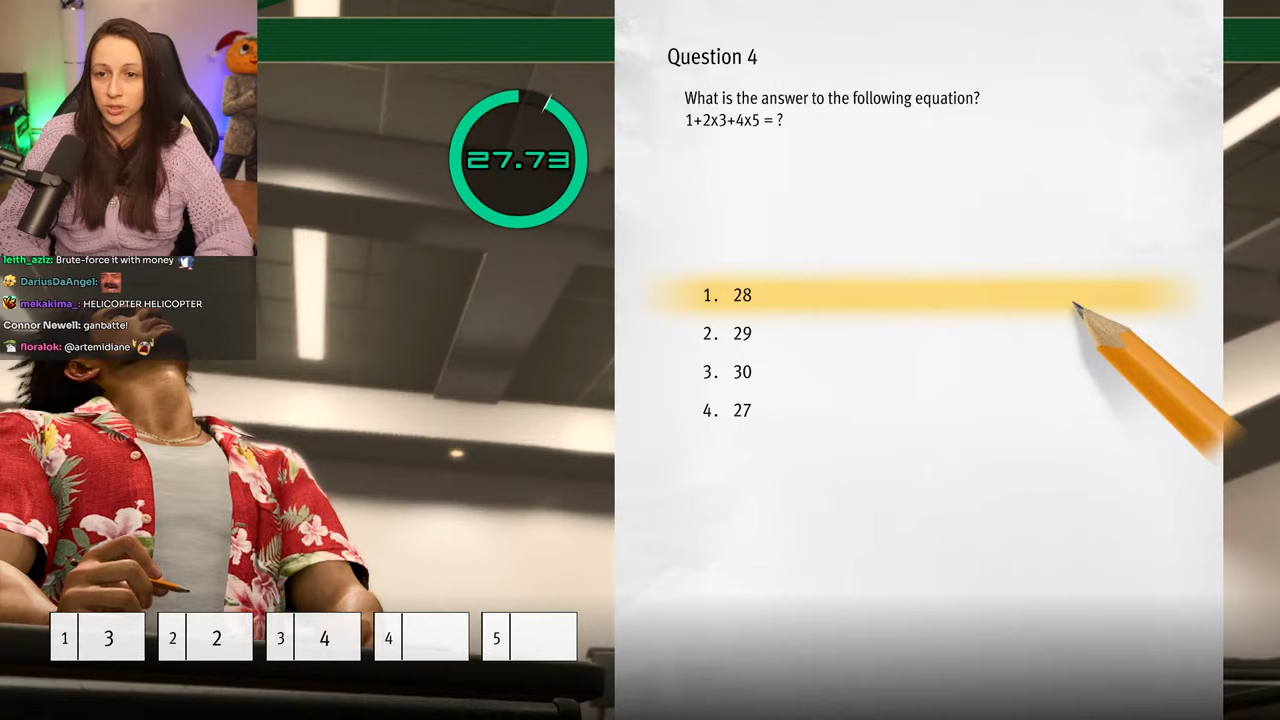 leith_aziz: Brute-force it with money
DariusDaAngel:
mekakima_: HELICOPTER HELICOPTER
Connor Newell: ganbatte!
floralok: @artemidiane
27.73
Question 4
What is the answer to the following equation?
1+2x3+4x5 = ?
1. 28
2. 29
3. 30
4. 27
1 3
2 2
3 4
4
5